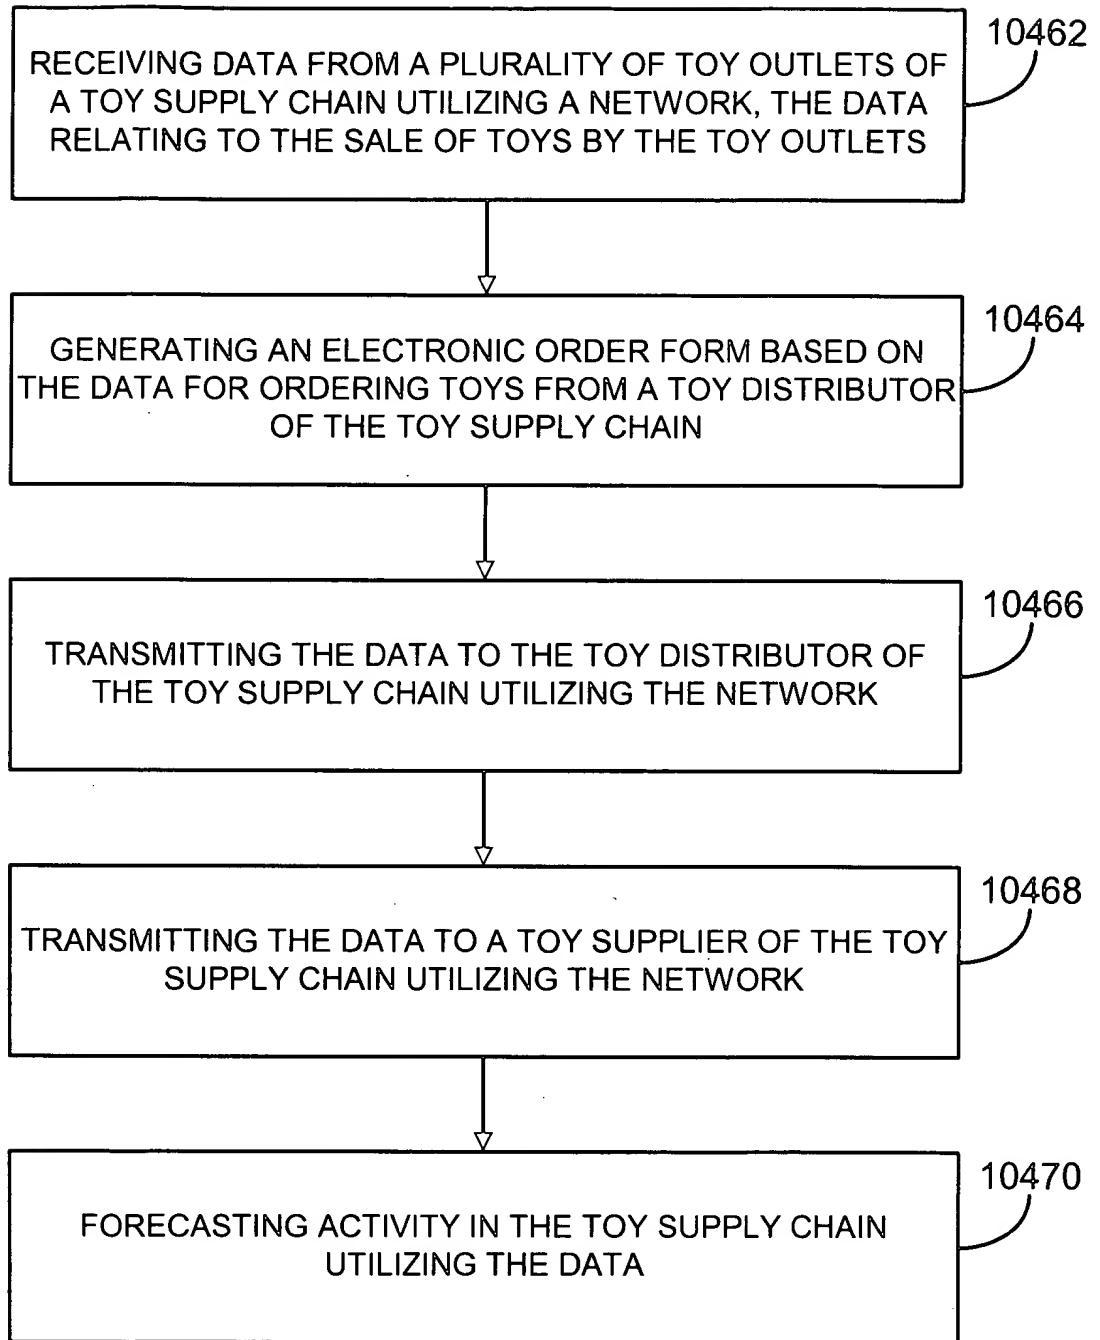 10462
RECEIVING DATA FROM A PLURALITY OF TOY OUTLETS OF
A TOY SUPPLY CHAIN UTILIZING A NETWORK, THE DATA
RELATING TO THE SALE OF TOYS BY THE TOY OUTLETS
10464
GENERATING AN ELECTRONIC ORDER FORM BASED ON
THE DATA FOR ORDERING TOYS FROM A TOY DISTRIBUTOR
OF THE TOY SUPPLY CHAIN
10466
TRANSMITTING THE DATA TO THE TOY DISTRIBUTOR OF
THE TOY SUPPLY CHAIN UTILIZING THE NETWORK
10468
TRANSMITTING THE DATA TO A TOY SUPPLIER OF THE TOY
SUPPLY CHAIN UTILIZING THE NETWORK
10470
FORECASTING ACTIVITY IN THE TOY SUPPLY CHAIN
UTILIZING THE DATA